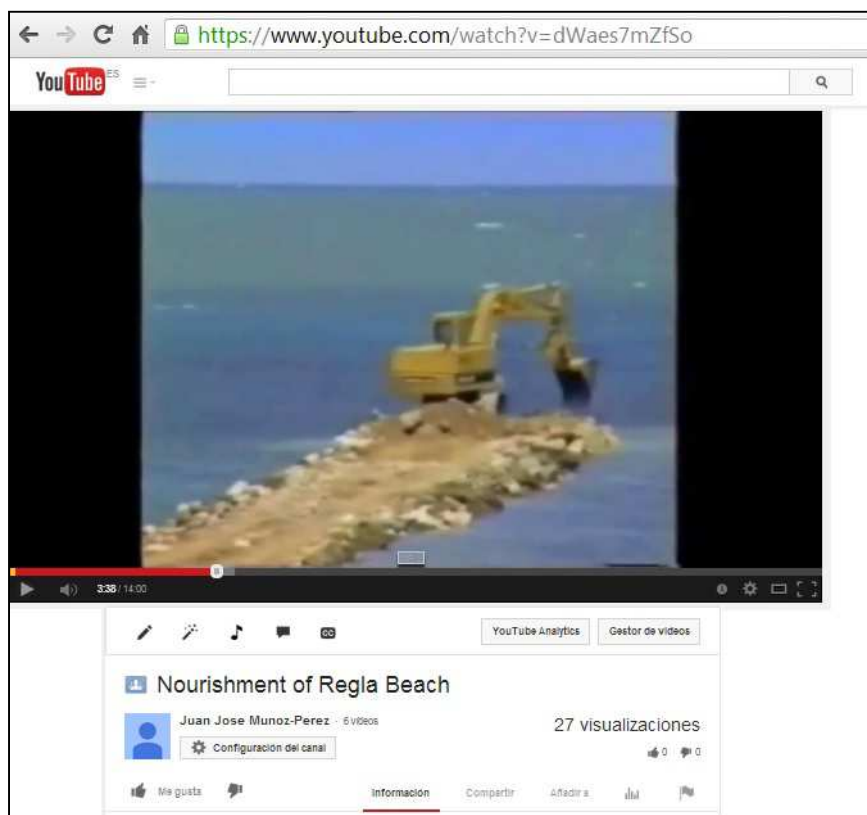 https://www.youtube.com/watch?v=dWaes7mZfSo
YouTube ES
3:38 / 14:00
CC
YouTube Analytics
Gestor de vídeos
Nourishment of Regla Beach
Juan Jose Munoz-Perez · 6 vídeos
27 visualizaciones
Configuración del canal
0 0
Me gusta
Información
Compartir
Añadir a